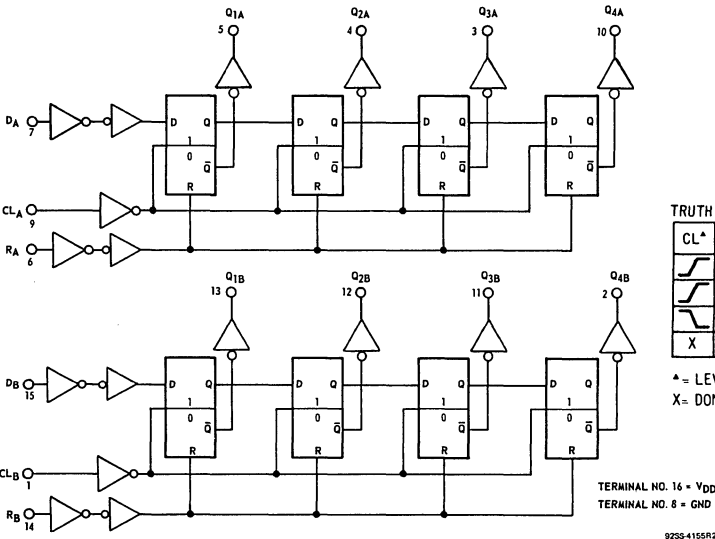 Q1A Q2A Q3A Q4A
5 4 3 10
DA
7
D Q D Q D Q D Q
1 1 1 1
0 0 0 0
Q̅ Q̅ Q̅ Q̅
R R R R
CLA
9
RA
6
TRUTH
CL▲
X
▲= LEV
X= DON
Q1B Q2B Q3B Q4B
13 12 11 2
DB
15
D Q D Q D Q D Q
1 1 1 1
0 0 0 0
Q̅ Q̅ Q̅ Q̅
R R R R
CLB
1
RB
14
TERMINAL NO. 16 = VDD
TERMINAL NO. 8 = GND
92SS-4155R2